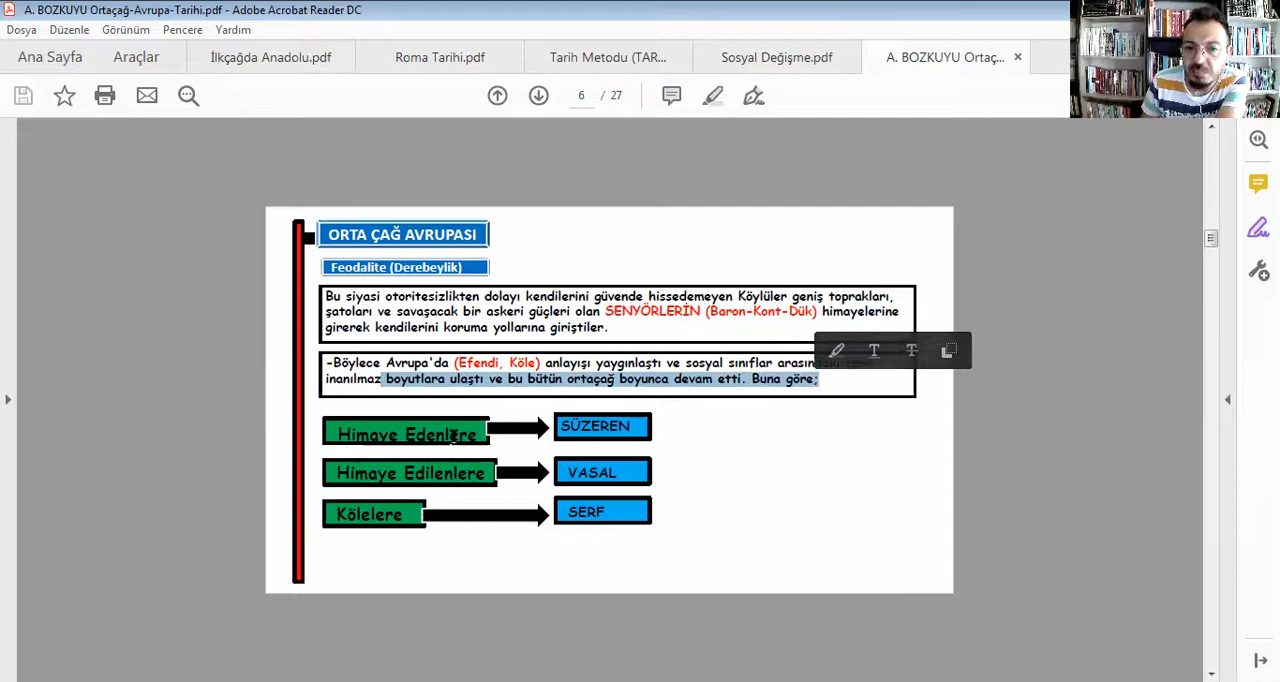 A. BOZKUYU Ortaçağ-Avrupa-Tarihi.pdf - Adobe Acrobat Reader DC
Dosya Düzenle Görünüm Pencere Yardım
Ana Sayfa Araçlar İlkçağda Anadolu.pdf Roma Tarihi.pdf Tarih Metodu (TAR... Sosyal Değişme.pdf A. BOZKUYU Ortaç...
6 / 27
ORTA ÇAĞ AVRUPASI
Feodalite (Derebeylik)
Bu siyasi otoritesizlikten dolayı kendilerini güvende hissedemeyen Köylüler geniş toprakları,
şatoları ve savaşacak bir askeri güçleri olan SENYÖRLERİN (Baron-Kont-Dük) himayelerine
girerek kendilerini koruma yollarına giriştiler.
-Böylece Avrupa'da (Efendi, Köle) anlayışı yaygınlaştı ve sosyal sınıflar arasındaki
inanılmaz boyutlara ulaştı ve bu bütün ortaçağ boyunca devam etti. Buna göre;
Himaye Edenlere SÜZEREN
Himaye Edilenlere VASAL
Kölelere SERF